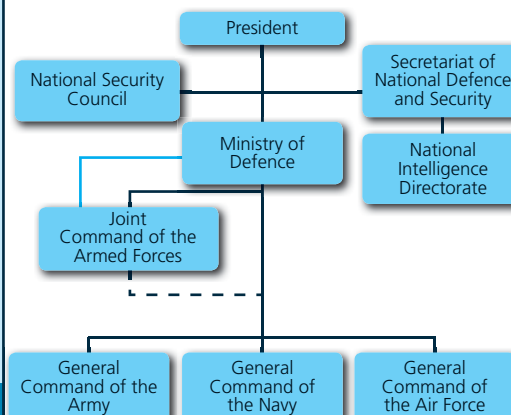 President
National Security
Council
Secretariat of
National Defence
and Security
Ministry of
Defence
National
Intelligence
Directorate
Joint
Command of the
Armed Forces
General
Command of the
Army
General
Command of
the Navy
General
Command of
the Air Force